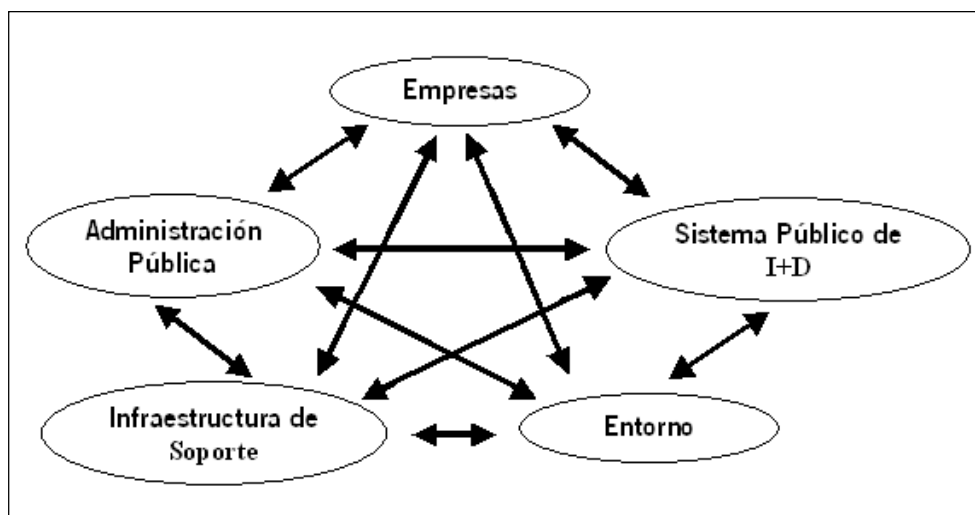 Empresas
Administración
Pública
Sistema Público de
I+D
Infraestructura de
Soporte
Entorno